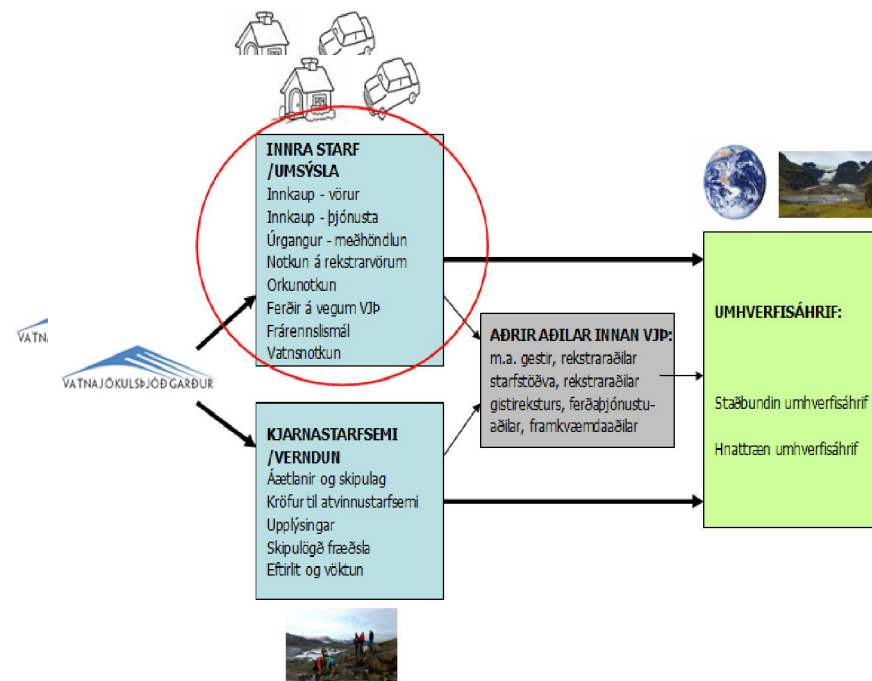 INNRA STARF
/UMSÝSLA
Innkaup - vörur
Innkaup - þjónusta
Úrgangur - meðhöndlun
Notkun á rekstrarvörum
Orkunotkun
Ferðir á vegum VJÞ
Frárennslismál
Vatnsnotkun
VATN
VATNAJÖKULSÞJÓÐGARÐUR
KJARNASTARFSEMI
/VERNDUN
Áætlanir og skipulag
Kröfur til atvinnustarfsemi
Upplýsingar
Skipulögð fræðsla
Eftirlit og vöktun
AÐRIR AÐILAR INNAN VJÞ:
m.a. gestir, rekstraraðilar
starfstöðva, rekstraraðilar
gistireksturs, ferðaþjónustu-
aðilar, framkvæmdaaðilar
UMHVERFISÁHRIF:
Staðbundin umhverfisáhrif
Hnattræn umhverfisáhrif